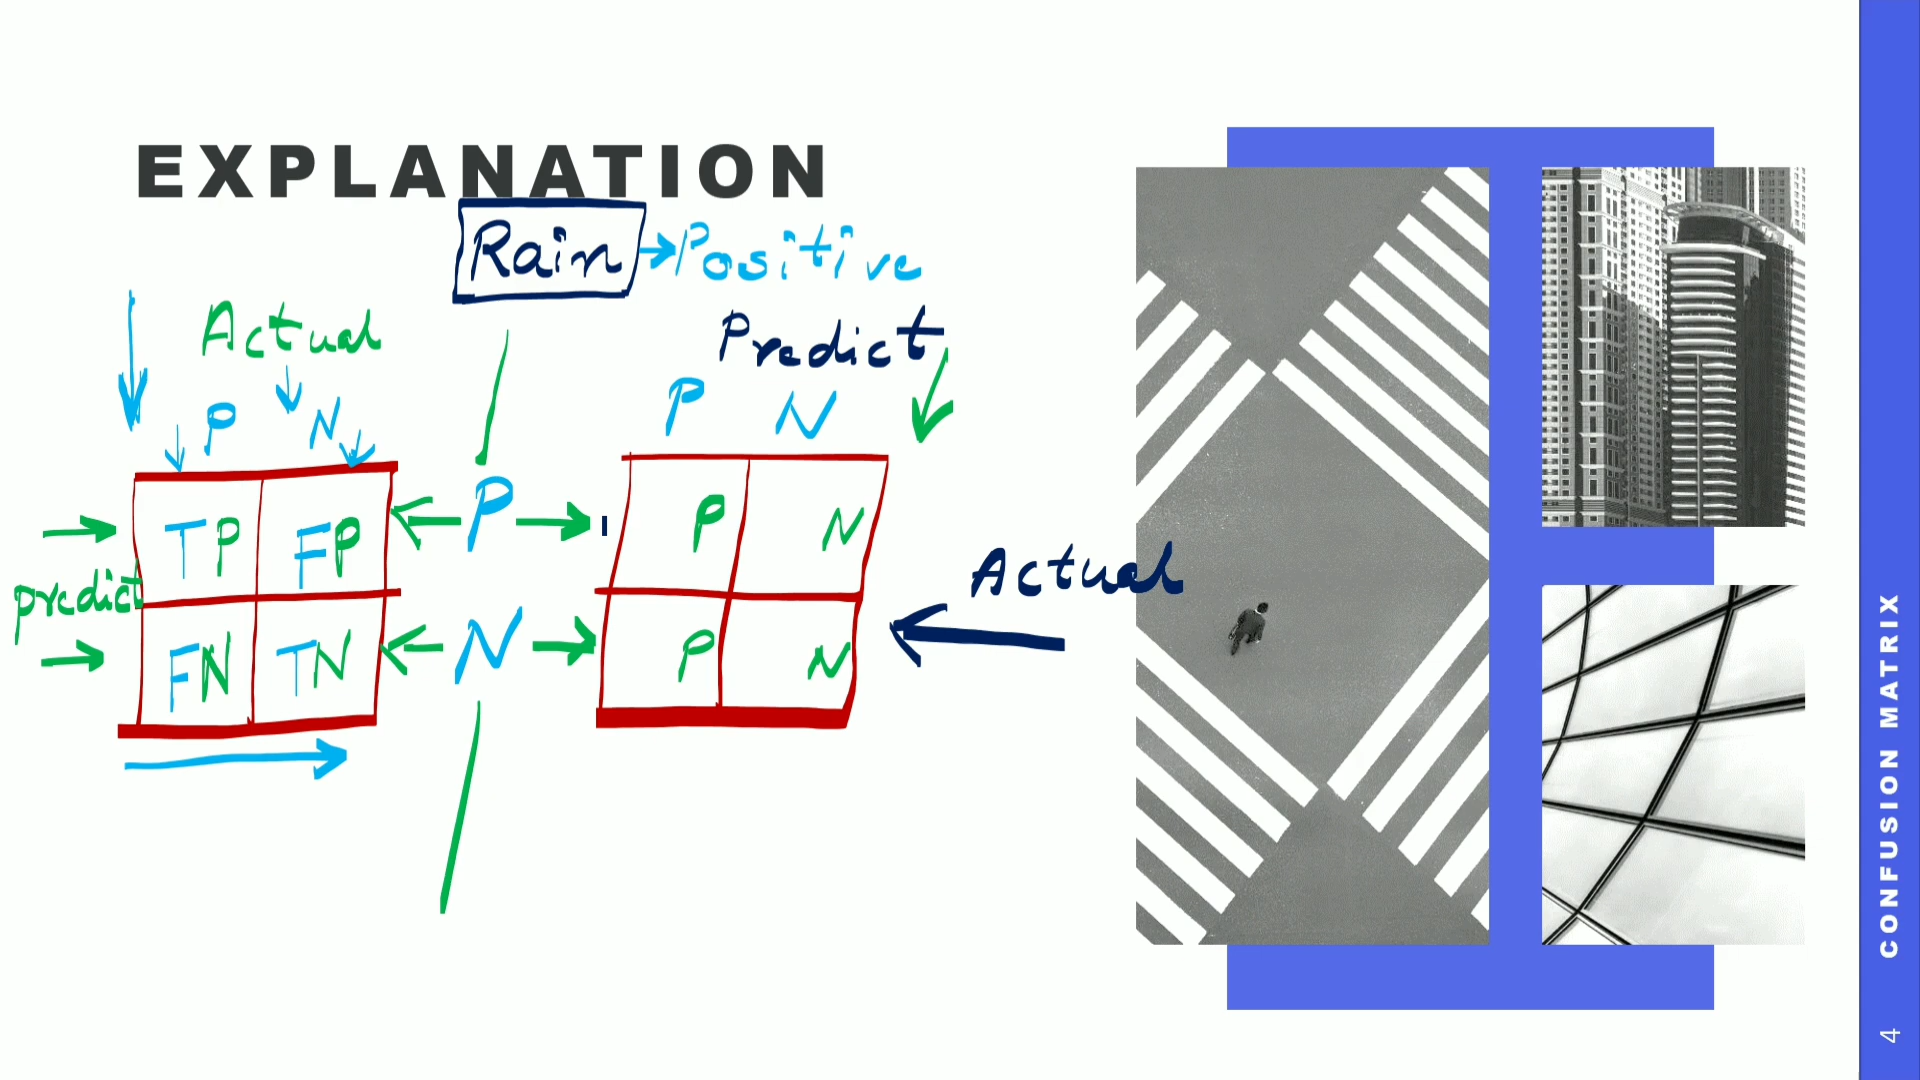 EXPLANATION
Rain → Positive
Actual
Predict
P N
P N
TP FP
P
P N
predict
Actual
FN TN
N
P N
CONFUSION MATRIX
4